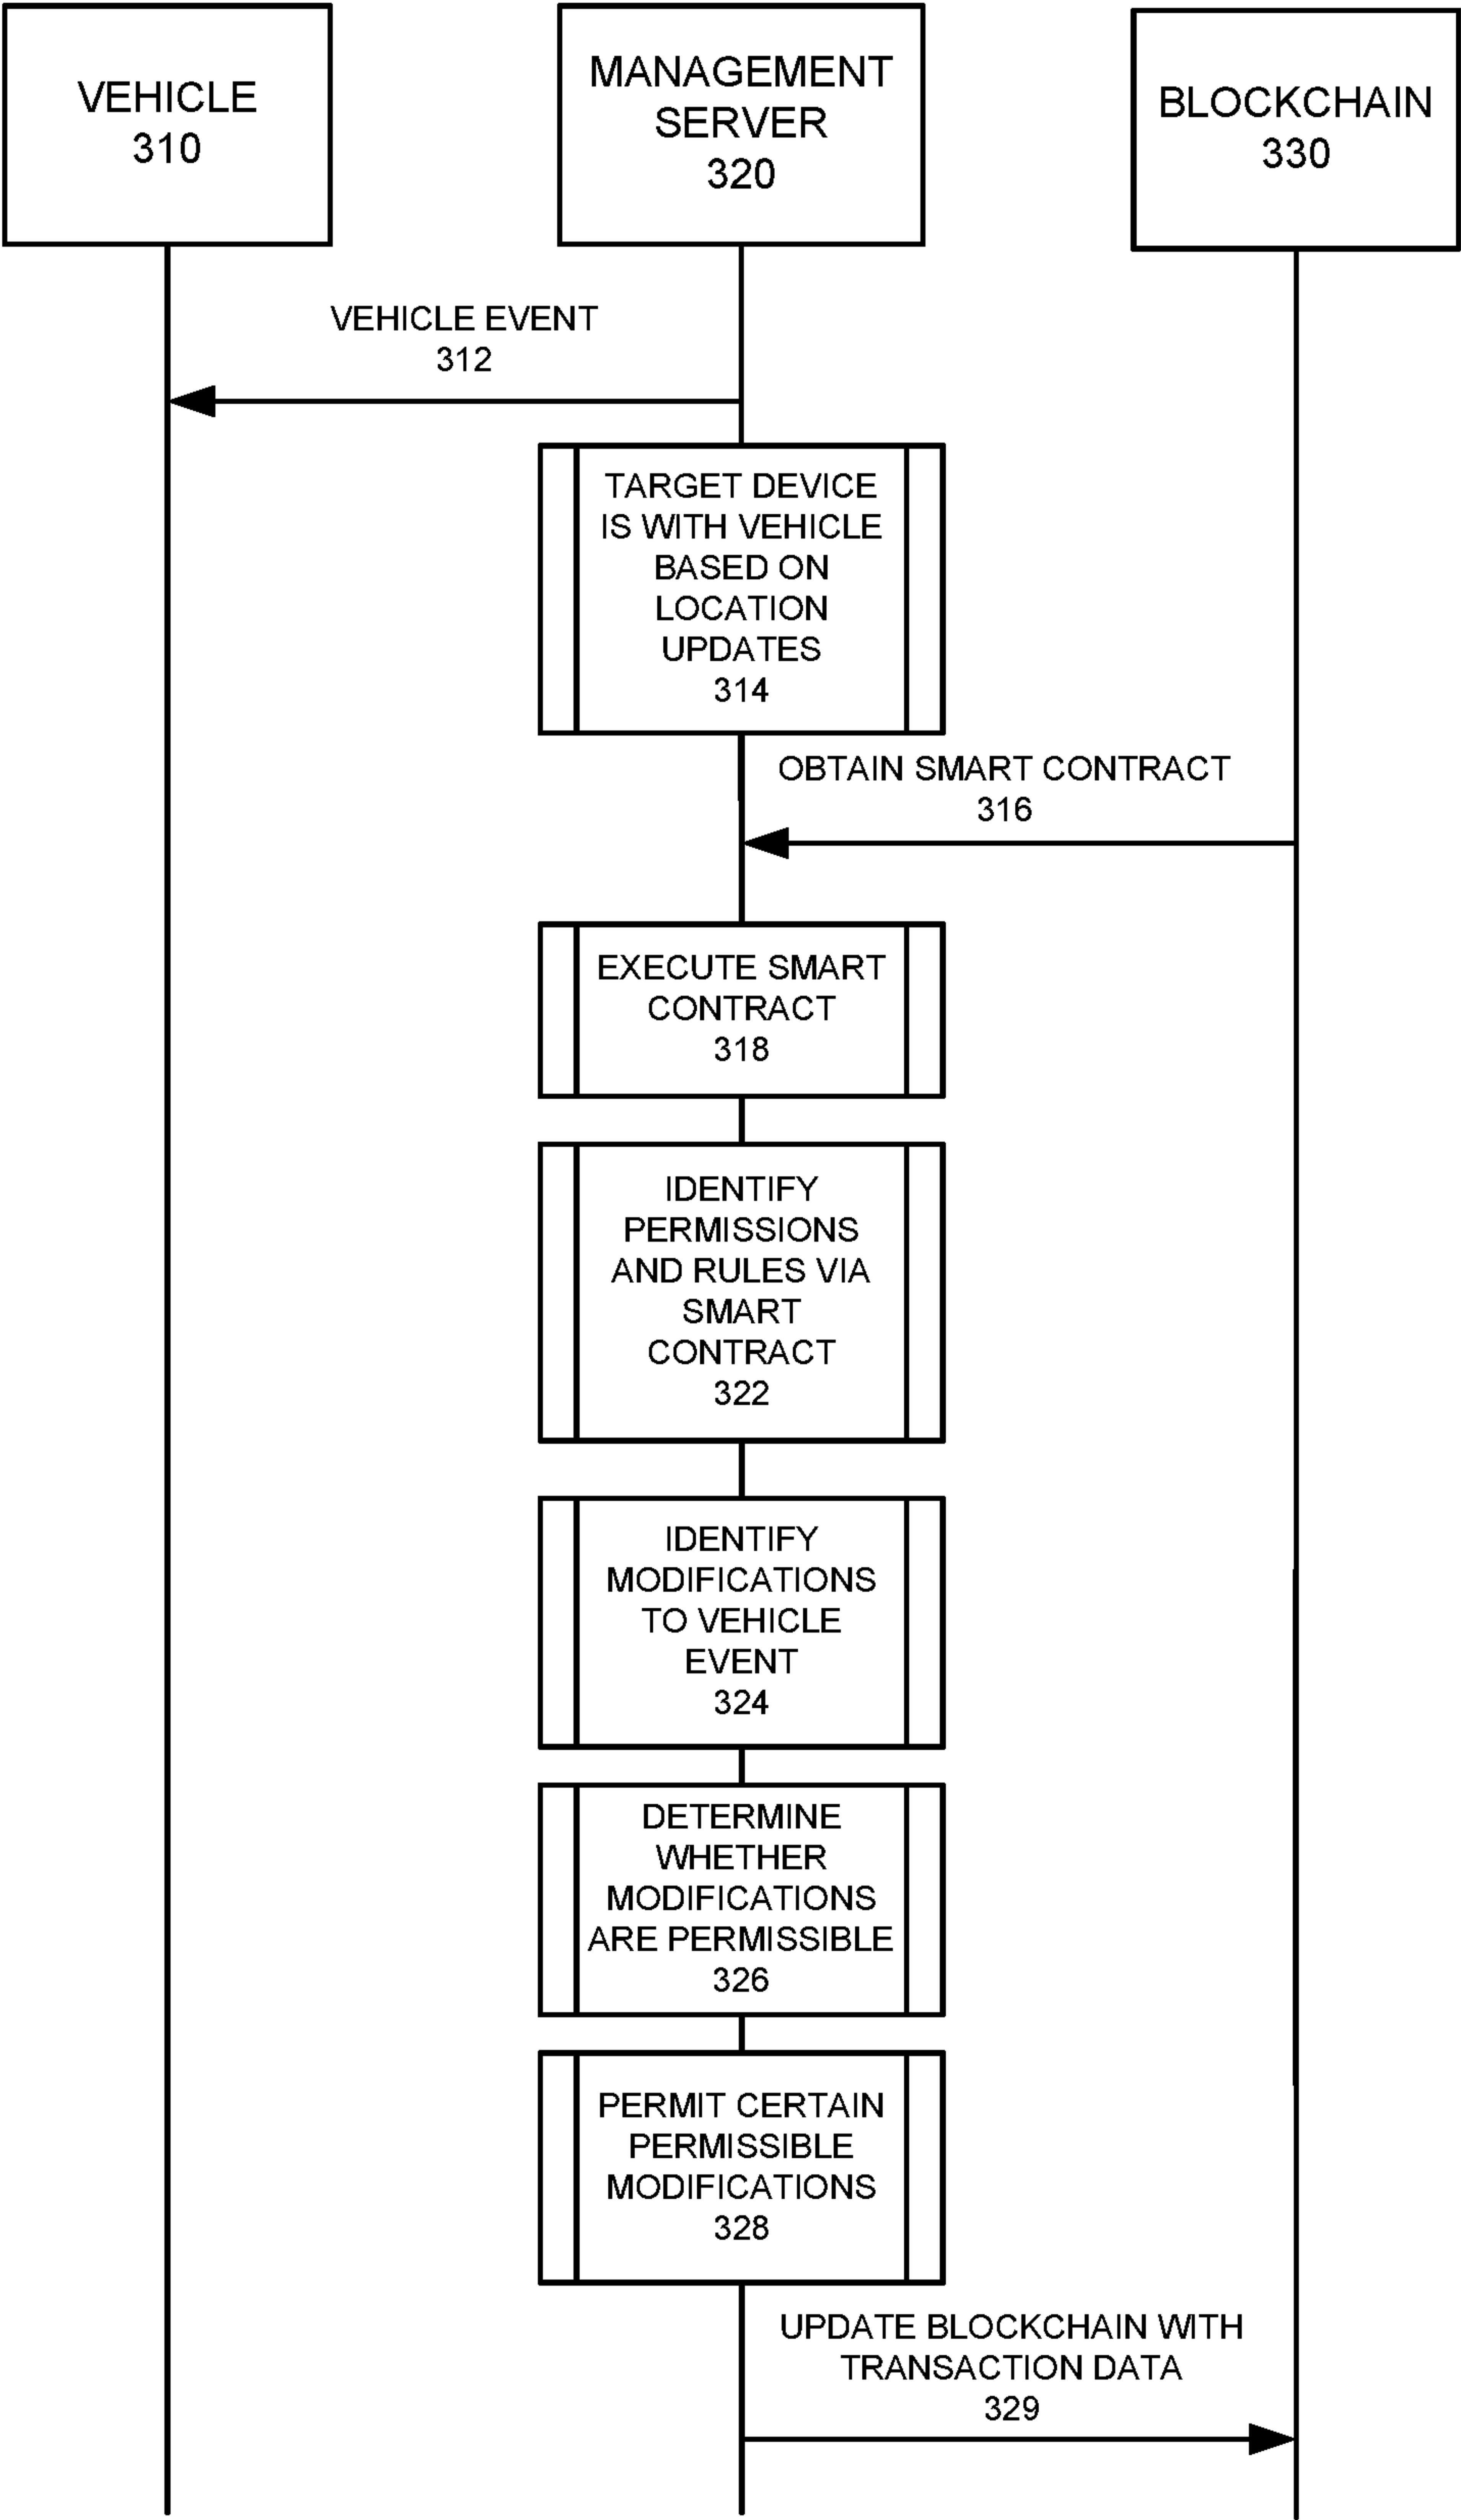 VEHICLE
310
MANAGEMENT
SERVER
320
BLOCKCHAIN
330
VEHICLE EVENT
312
TARGET DEVICE
IS WITH VEHICLE
BASED ON
LOCATION
UPDATES
314
OBTAIN SMART CONTRACT
316
EXECUTE SMART
CONTRACT
318
IDENTIFY
PERMISSIONS
AND RULES VIA
SMART
CONTRACT
322
IDENTIFY
MODIFICATIONS
TO VEHICLE
EVENT
324
DETERMINE
WHETHER
MODIFICATIONS
ARE PERMISSIBLE
326
PERMIT CERTAIN
PERMISSIBLE
MODIFICATIONS
328
UPDATE BLOCKCHAIN WITH
TRANSACTION DATA
329